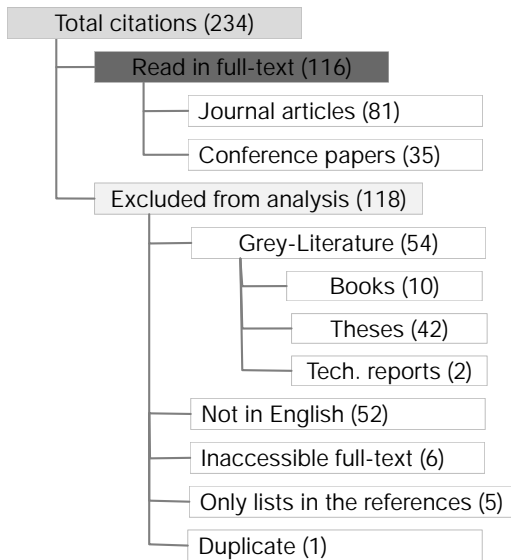 Total citations (234)
Read in full-text (116)
Journal articles (81)
Conference papers (35)
Excluded from analysis (118)
Grey-Literature (54)
Books (10)
Theses (42)
Tech. reports (2)
Not in English (52)
Inaccessible full-text (6)
Only lists in the references (5)
Duplicate (1)